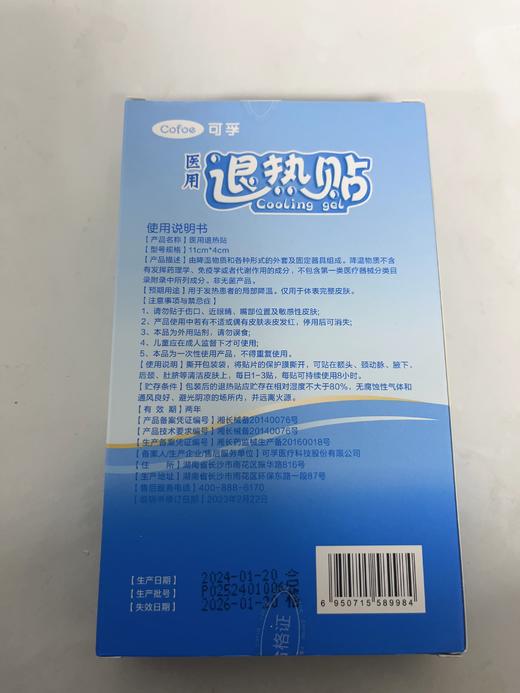 Cofoe 可孚
医用
退热贴
Cooling gel
使用说明书
【产品名称】医用退热贴
【型号规格】11cm*4cm
【产品描述】由降温物质和各种形式的外套及固定器具组成。降温物质不含
有发挥药理学、免疫学或者代谢作用的成分，不包含第一类医疗器械分类目
录附录中所列成分。非无菌产品。
【预期用途】用于发热患者的局部降温。仅用于体表完整皮肤。
【注意事项与禁忌症】
1、请勿贴于伤口、近眼睛、嘴部位置及敏感性皮肤；
2、产品使用中若有不适或偶有皮肤表皮发红，停用后可消失；
3、本品为外用贴剂，请勿误食；
4、儿童应在成人监督下才可使用；
5、本品为一次性使用产品，不得重复使用。
【使用方法】撕开包装袋，将贴片的保护膜撕开，可贴在额头、颈动脉、腋下、
后颈、肚脐等清洁皮肤上，每日1-3贴，每贴可持续使用8小时。
【贮存条件】包装后的退热贴应贮存在相对湿度不大于80%，无腐蚀性气体和
通风良好、避光阴凉的场所内，并远离火源。
【有 效 期】两年
【产品备案凭证编号】湘长械备20140076号
【产品技术要求编号】湘长械备20140076号
【生产备案凭证编号】湘长药监械生产备20160018号
【备案人/生产企业/售后服务单位】可孚医疗科技股份有限公司
【住 所】湖南省长沙市雨花区振华路816号
【生产地址】湖南省长沙市雨花区环保东路一段87号
【售后服务电话】400-888-6170
【说明书修订日期】2023年2月22日
【生产日期】 2024-01-20
【生产批号】 P025240100
【失效日期】 2026-01-20
合格证
6 950715 589984